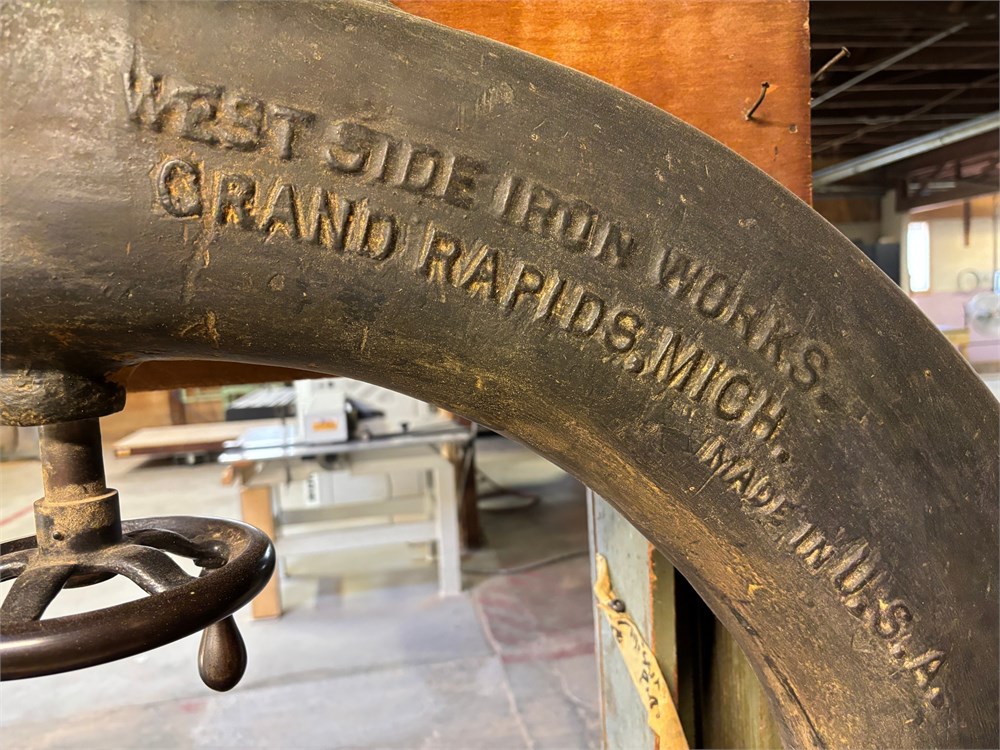 WEST SIDE IRON WORKS.
GRAND RAPIDS, MICH.
MADE IN U.S.A.